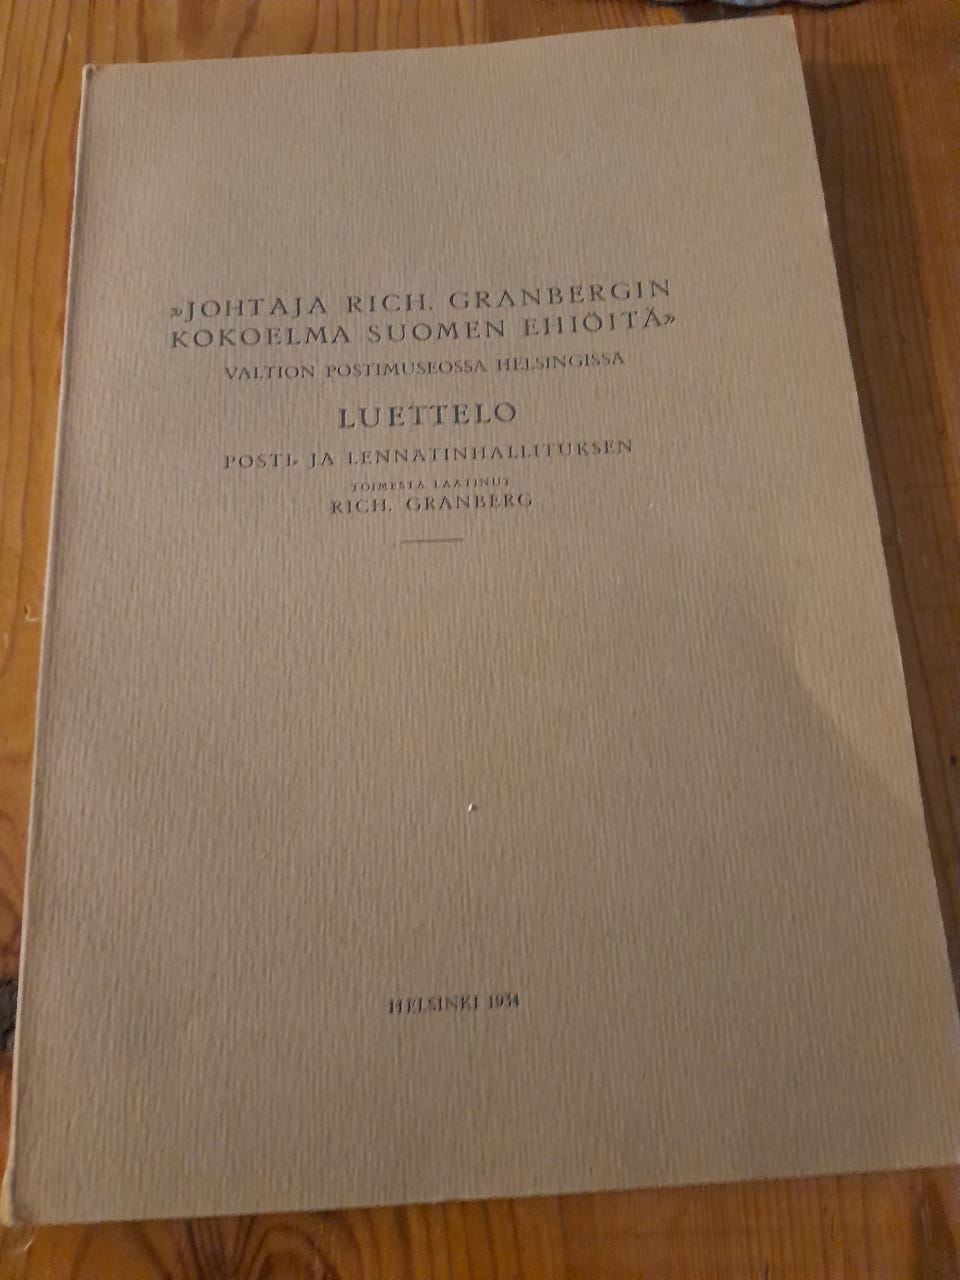 »JOHTAJA RICH. GRANBERGIN
KOKOELMA SUOMEN EHIÖITÄ»
VALTION POSTIMUSEOSSA HELSINGISSÄ
LUETTELO
POSTI- JA LENNÄTINHALLITUKSEN
TOIMESTA LAATINUT
RICH. GRANBERG
HELSINKI 1934